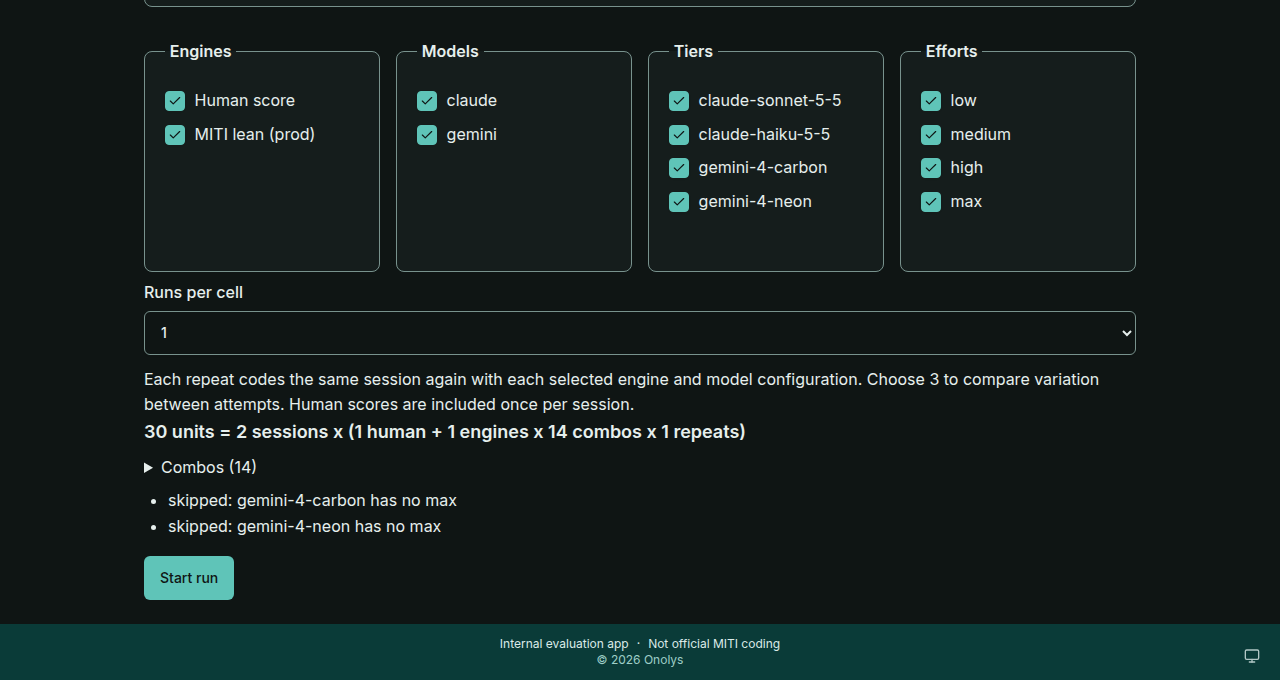 Engines
Human score
MITI lean (prod)
Models
claude
gemini
Tiers
claude-sonnet-5-5
claude-haiku-5-5
gemini-4-carbon
gemini-4-neon
Efforts
low
medium
high
max
Runs per cell
1
Each repeat codes the same session again with each selected engine and model configuration. Choose 3 to compare variation
between attempts. Human scores are included once per session.
30 units = 2 sessions x (1 human + 1 engines x 14 combos x 1 repeats)
Combos (14)
skipped: gemini-4-carbon has no max
skipped: gemini-4-neon has no max
Start run
Internal evaluation app · Not official MITI coding
© 2026 Onolys